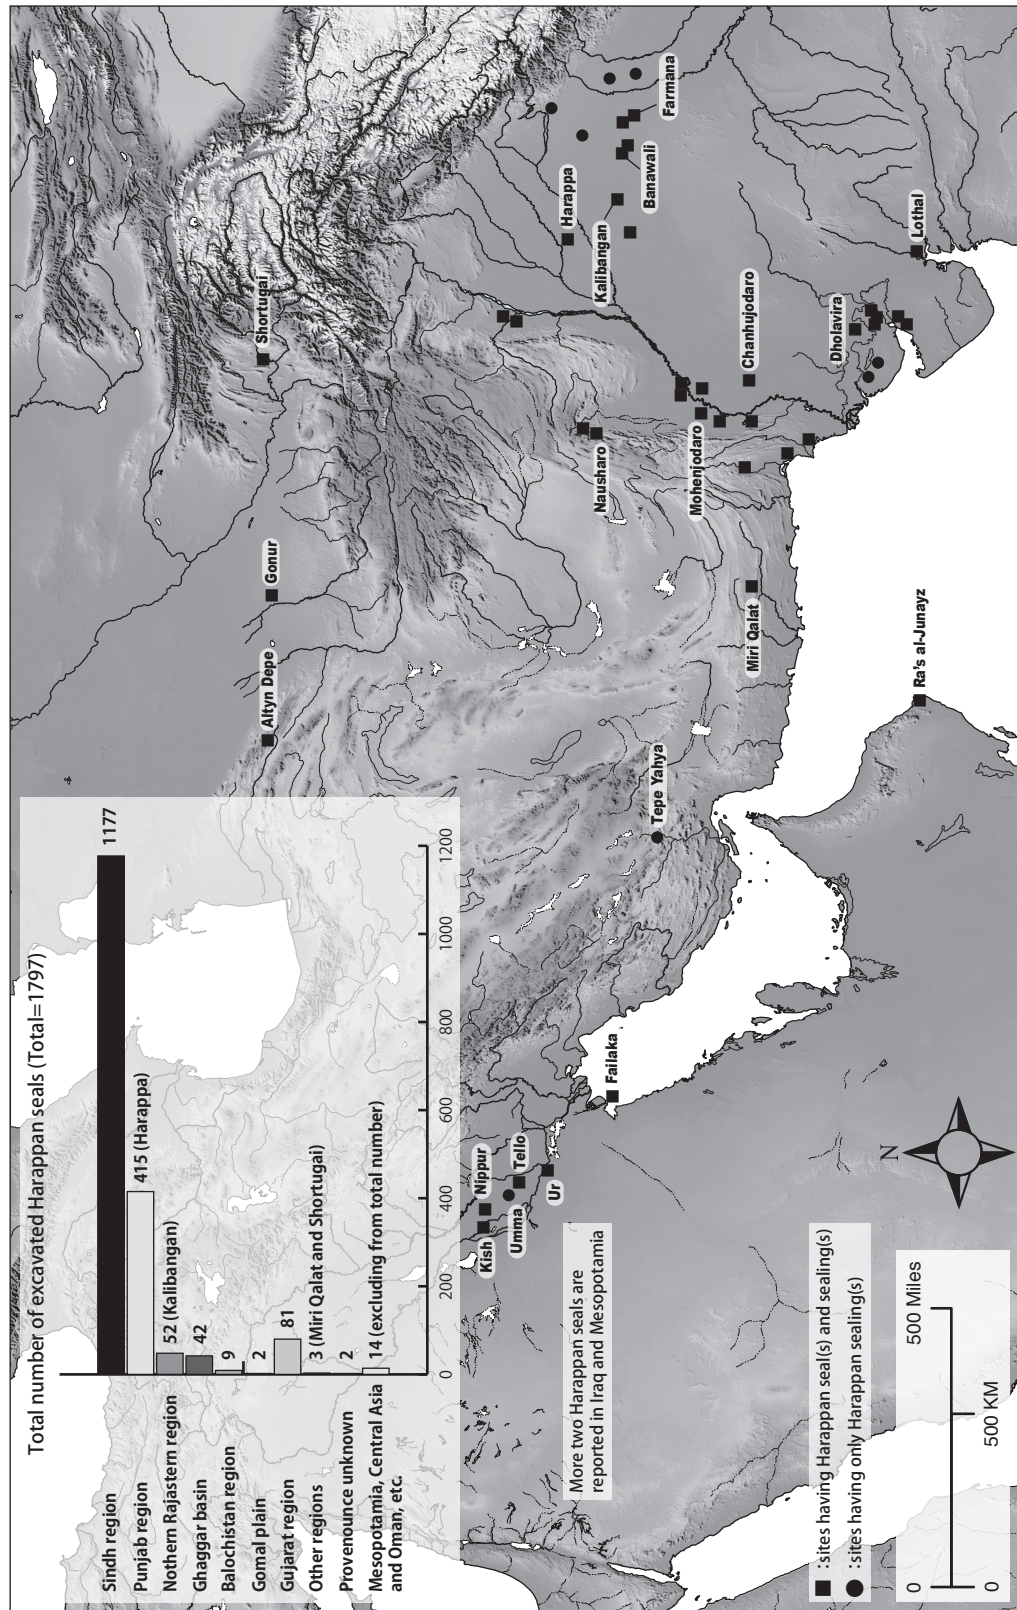 Total number of excavated Harappan seals (Total=1797)
Sindh region
1177
Punjab region
415 (Harappa)
Nothern Rajastern region
52 (Kalibangan)
Ghaggar basin
42
Balochistan region
9
Gomal plain
2
Gujarat region
81
Other regions
3 (Miri Qalat and Shortugai)
Provenounce unknown
2
Mesopotamia, Central Asia
and Oman, etc.
14 (excluding from total number)
0
200
400
600
800
1000
1200
Altyn Depe
Gonur
Shortugai
Kish
Nippur
Umma
Tello
Ur
Failaka
Tepe Yahya
Miri Qalat
Ra's al-Junayz
Nausharo
Mohenjodaro
Chanhujodaro
Harappa
Kalibangan
Banawali
Farmana
Dholavira
Lothal
More two Harappan seals are
reported in Iraq and Mesopotamia
:sites having Harappan seal(s) and sealing(s)
:sites having only Harappan sealing(s)
0
500 Miles
0
500 KM
N